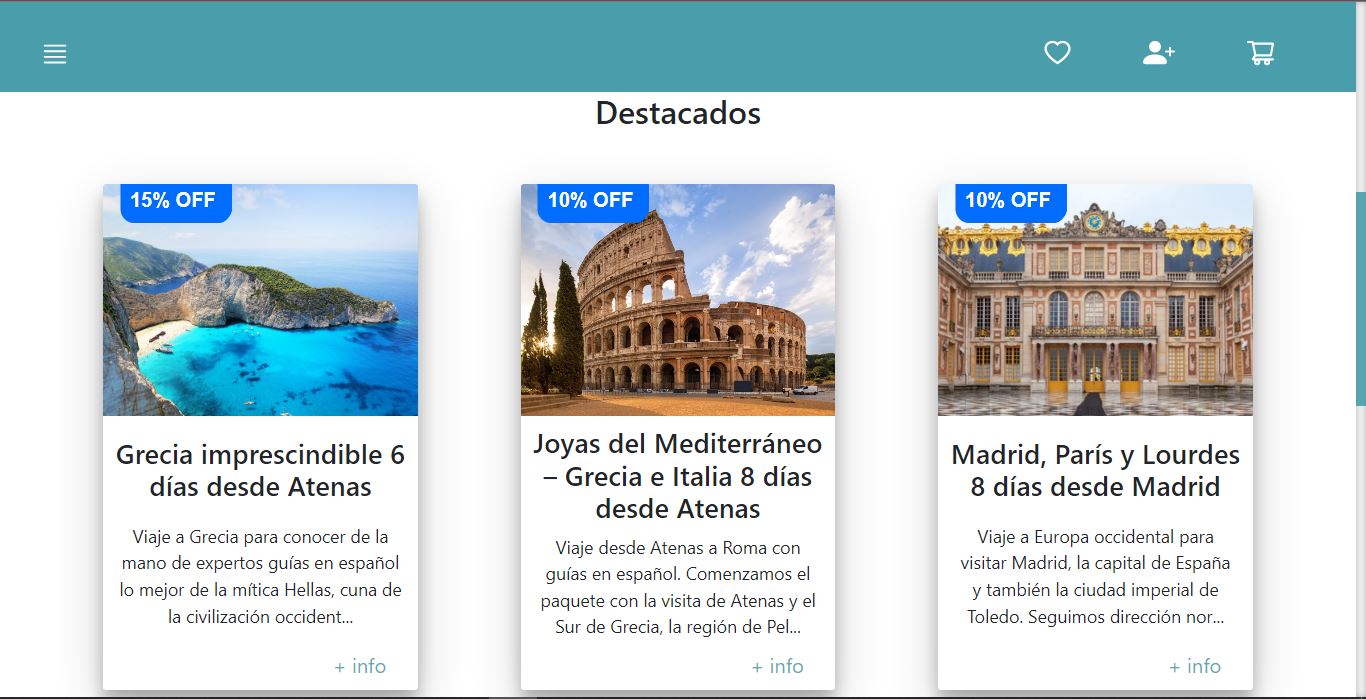 Destacados
15% OFF
Grecia imprescindible 6
días desde Atenas
Viaje a Grecia para conocer de la
mano de expertos guías en español
lo mejor de la mítica Hellas, cuna de
la civilización occident...
+ info
10% OFF
Joyas del Mediterráneo
– Grecia e Italia 8 días
desde Atenas
Viaje desde Atenas a Roma con
guías en español. Comenzamos el
paquete con la visita de Atenas y el
Sur de Grecia, la región de Pel...
+ info
10% OFF
Madrid, París y Lourdes
8 días desde Madrid
Viaje a Europa occidental para
visitar Madrid, la capital de España
y también la ciudad imperial de
Toledo. Seguimos dirección nor...
+ info